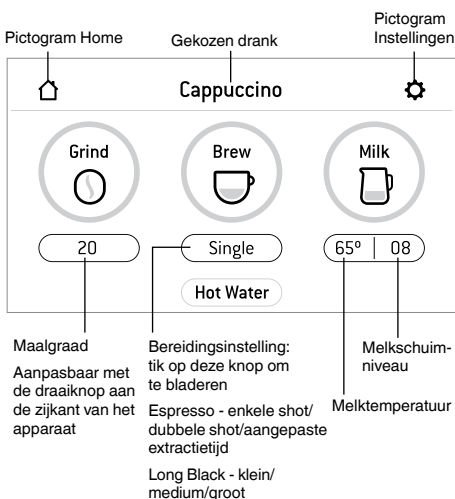 Pictogram Home
Gekozen drank
Pictogram
Instellingen
Cappuccino
Grind
Brew
Milk
20
Single
65º
08
Hot Water
Maalgraad
Aanpasbaar met
de draaiknop aan
de zijkant van het
apparaat
Bereidingsinstelling:
tik op deze knop om
te bladeren
Espresso - enkele shot/
dubbele shot/aangepaste
extractietijd
Long Black - klein/
medium/groot
Melkschuim-
niveau
Melktemperatuur